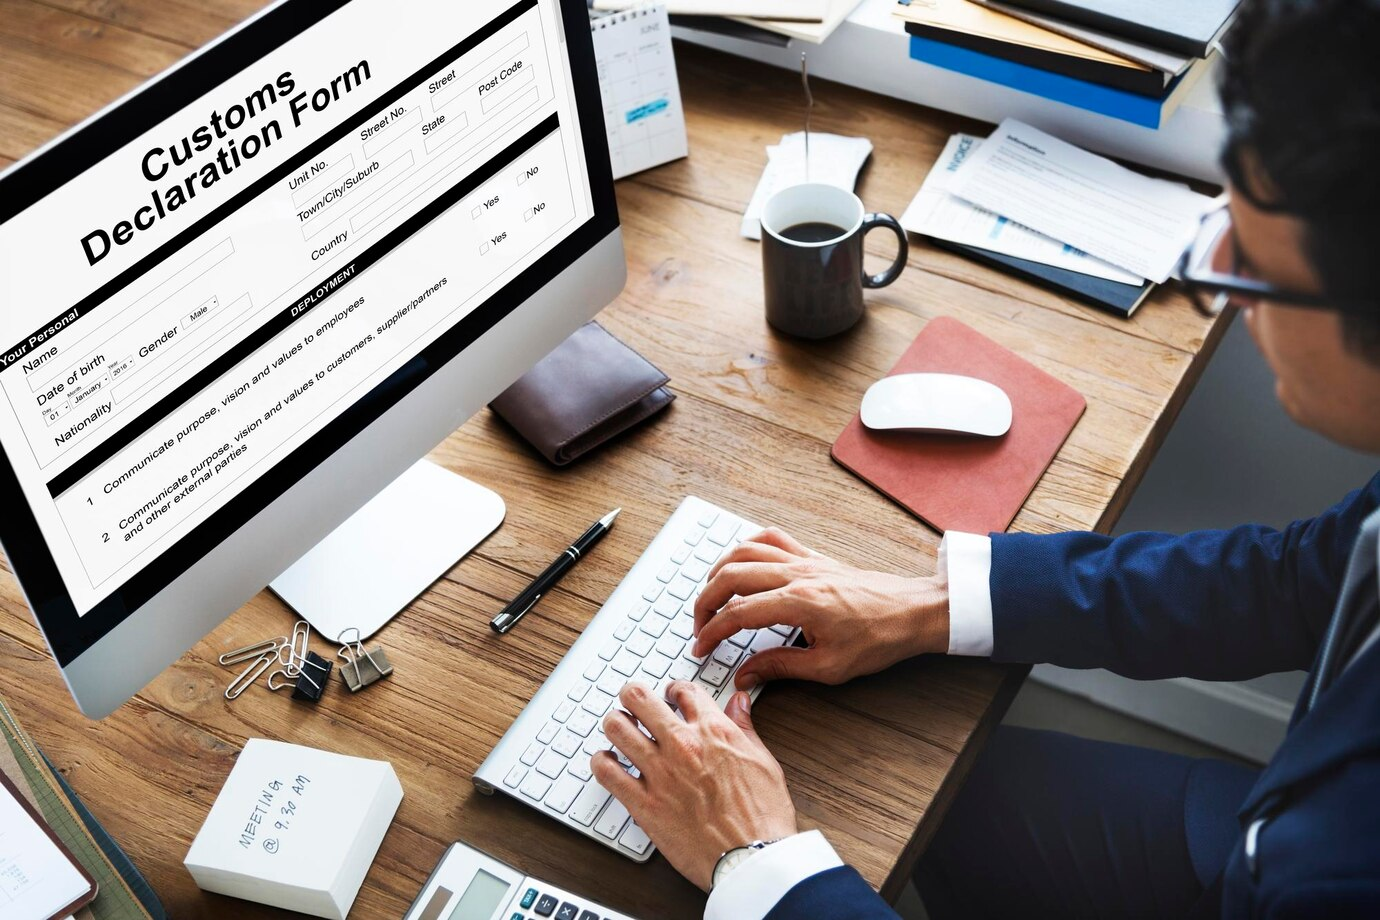 Customs
Declaration Form
Your Personal
Name
Date of birth
Day
Month
Year
01
January
2016
Gender
Male
Nationality
Unit No.
Street No.
Street
Town/City/Suburb
State
Post Code
Country
DEPLOYMENT
1 Communicate purpose, vision and values to employees
Yes
No
2 Communicate purpose, vision and values to customers, supplier/partners
and other external parties
Yes
No
JUNE
INVOICE
Information
MEETING
@ 9.30 AM